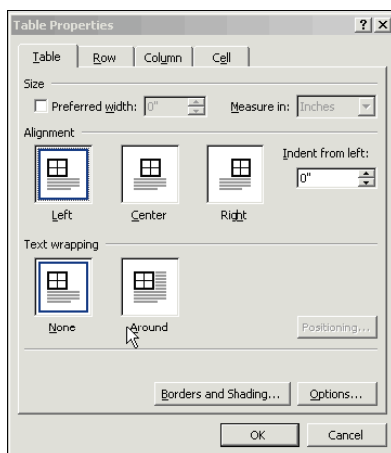 Table Properties
Table Row Column Cell
Size
Preferred width: 0" Measure in: Inches
Alignment
Indent from left:
0"
Left Center Right
Text wrapping
None Around
Positioning...
Borders and Shading... Options...
OK Cancel